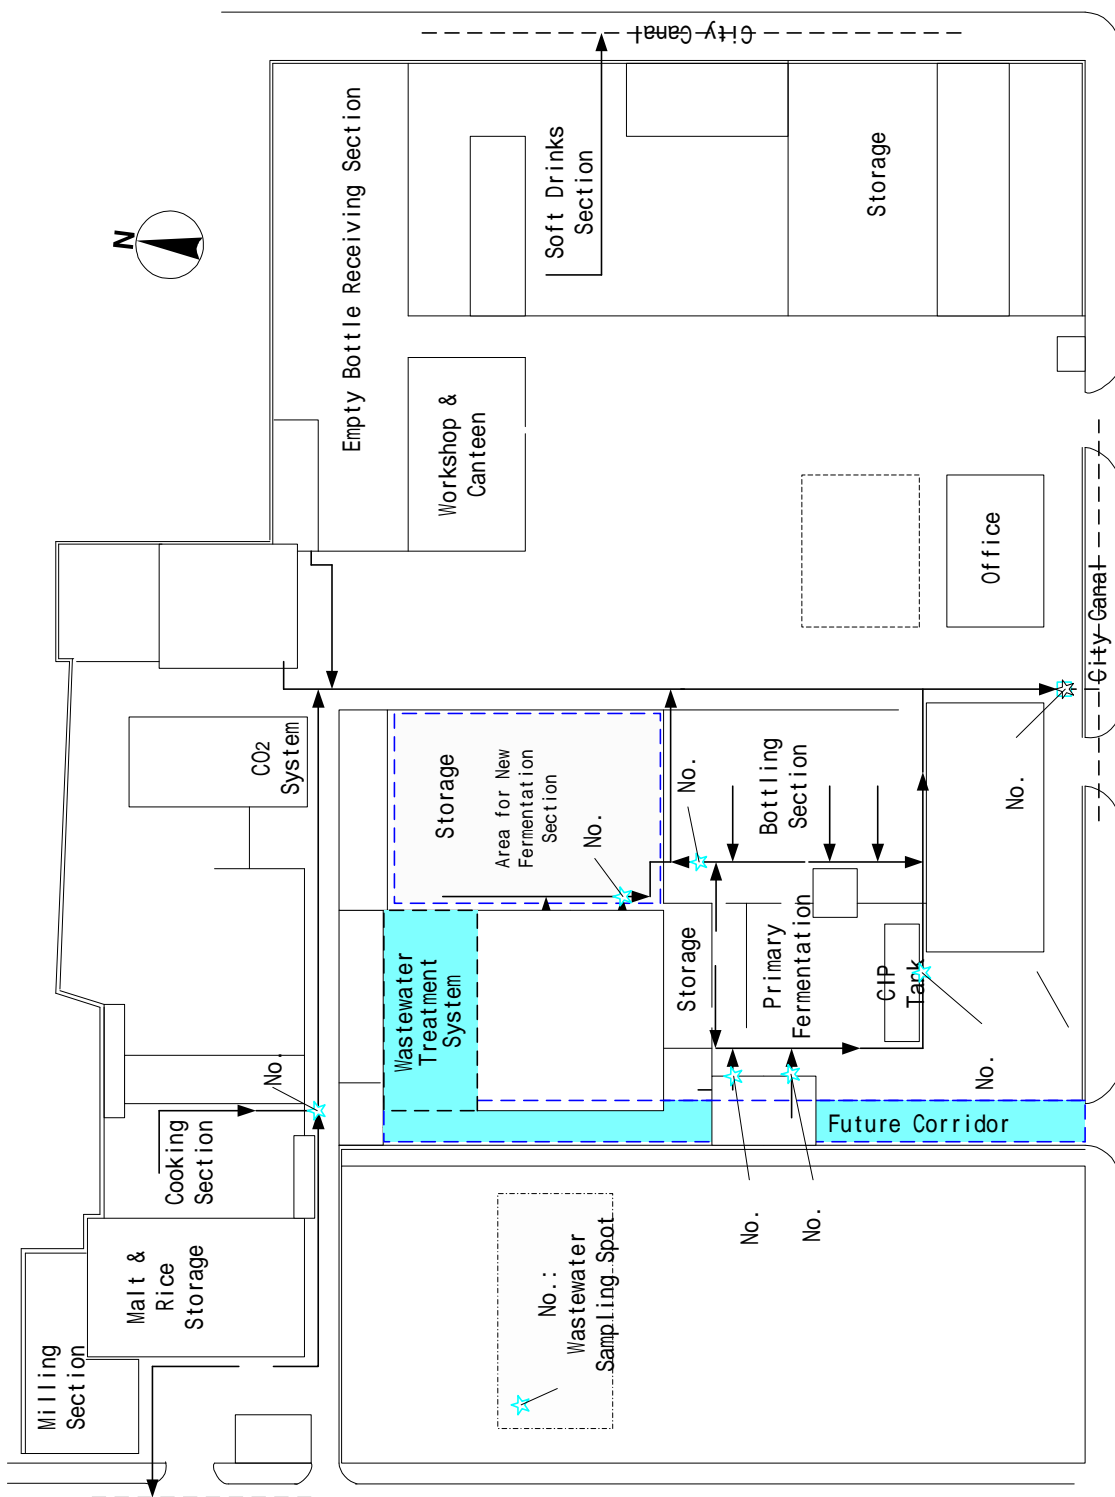 City Canal
Empty Bottle Receiving Section
Soft Drinks
Section
Storage
N
Workshop &
Canteen
Office
City Canal
CO2
System
Storage
Area for New
Fermentation
Section
No.
No.
Bottling
Section
No.
Wastewater
Treatment
System
Storage
Primary
Fermentation
CIP
Tank
No.
No.
Cooking
Section
Future Corridor
No.
No.
Malt &
Rice
Storage
No.:
Wastewater
Sampling Spot
Milling
Section